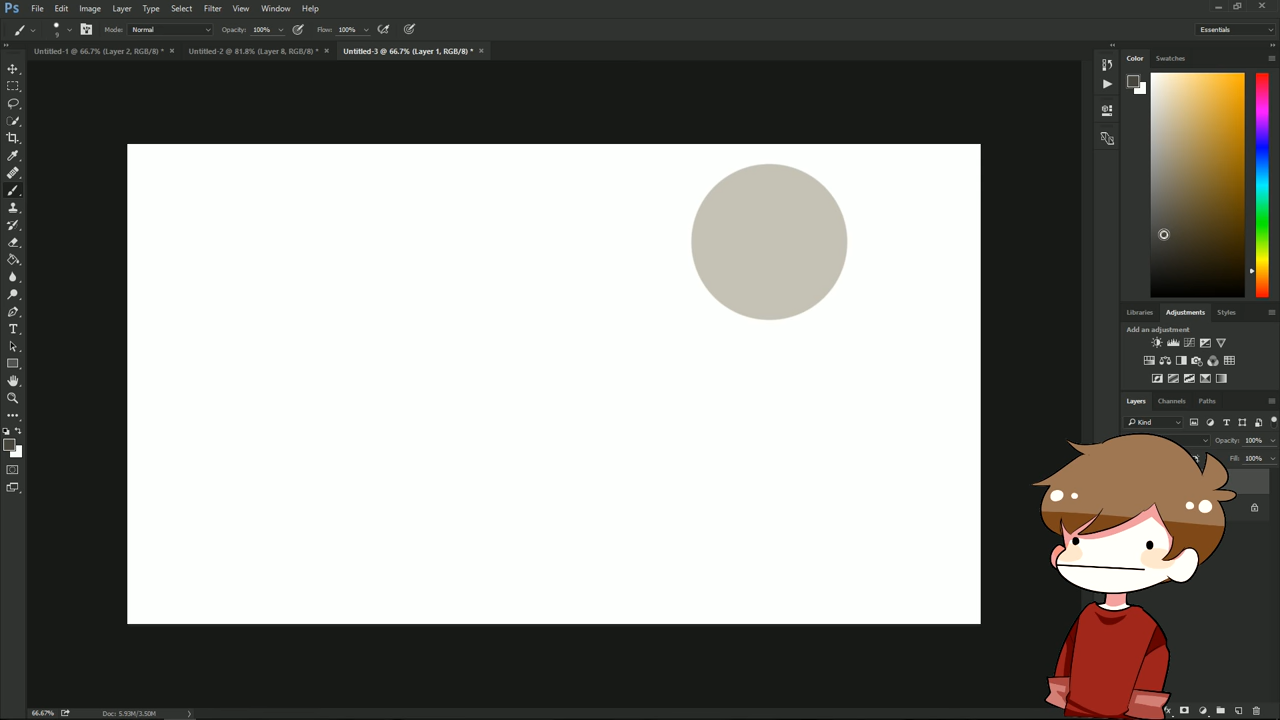 Ps File Edit Image Layer Type Select Filter View Window Help
9 Mode: Normal Opacity: 100% Flow: 100% Essentials
Untitled-1 @ 66.7% (Layer 2, RGB/8) * × Untitled-2 @ 81.8% (Layer 8, RGB/8) * × Untitled-3 @ 66.7% (Layer 1, RGB/8) * ×
Color Swatches
Libraries Adjustments Styles
Add an adjustment
Layers Channels Paths
Kind
Opacity: 100%
Fill: 100%
66.67% Doc: 5.93M/3.50M